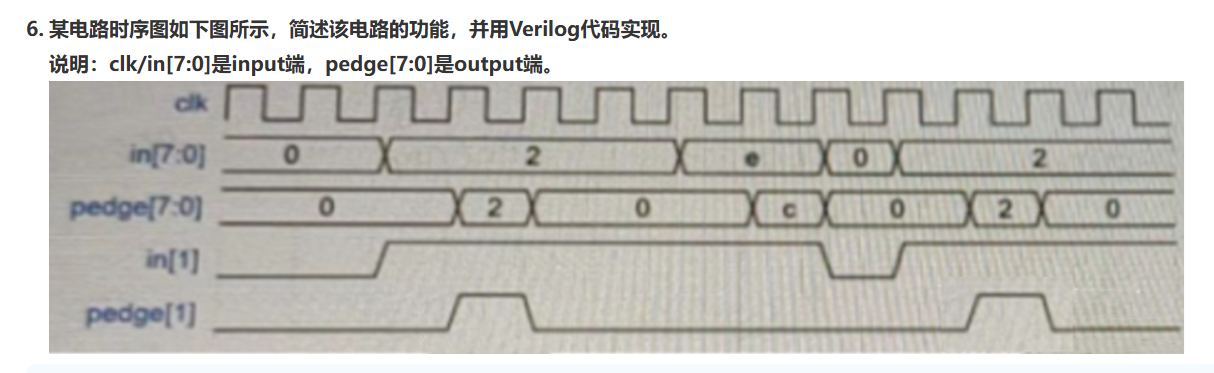 6. 某电路时序图如下图所示，简述该电路的功能，并用Verilog代码实现。
说明：clk/in[7:0]是input端，pedge[7:0]是output端。
clk
in[7:0] 0 2 e 0 2
pedge[7:0] 0 2 0 c 0 2 0
in[1]
pedge[1]